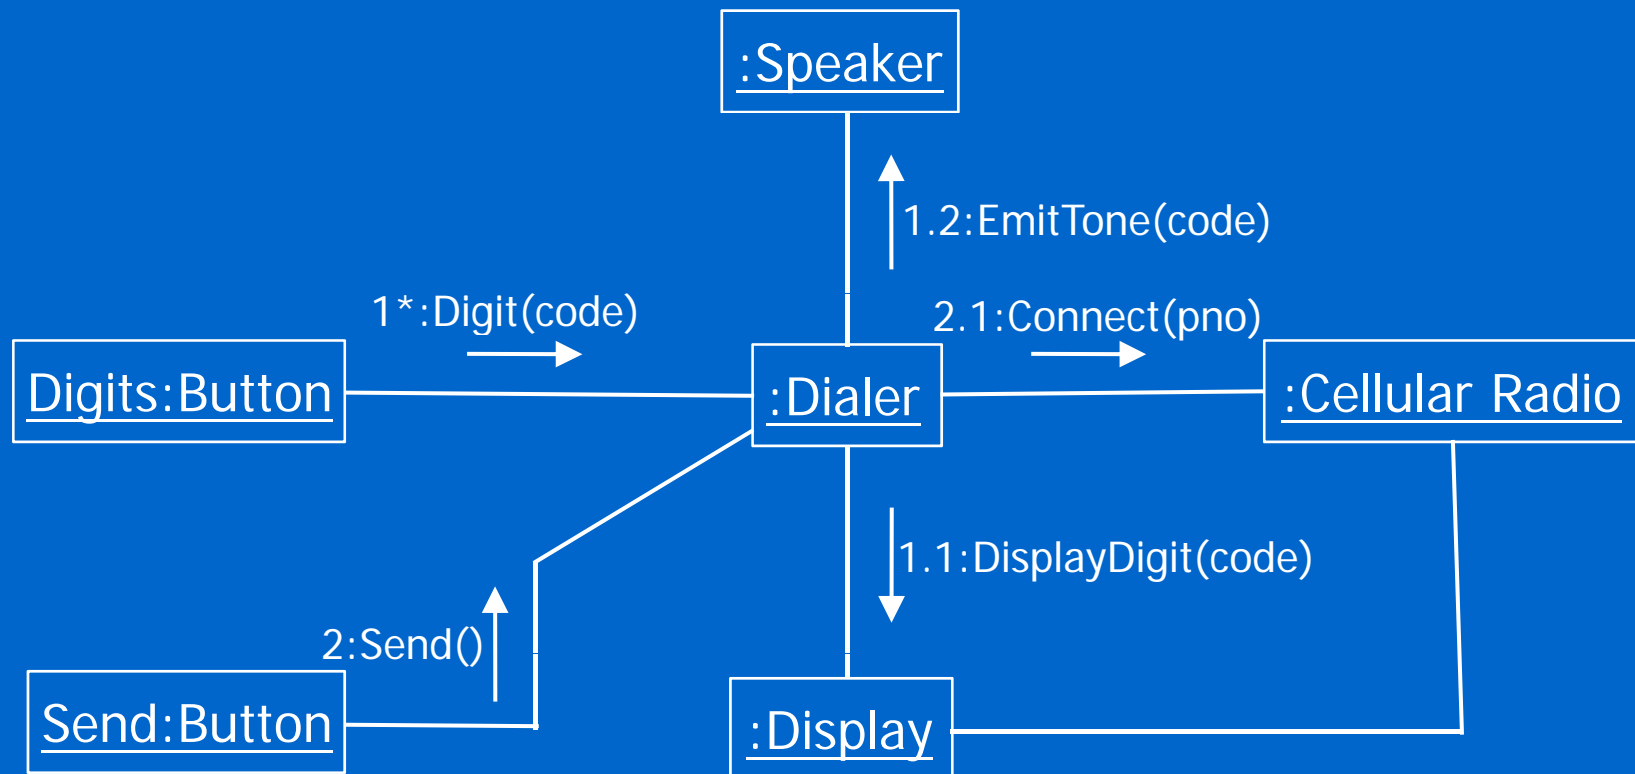 :Speaker
1.2:EmitTone(code)
1*:Digit(code)
2.1:Connect(pno)
Digits:Button
:Dialer
:Cellular Radio
1.1:DisplayDigit(code)
2:Send()
Send:Button
:Display